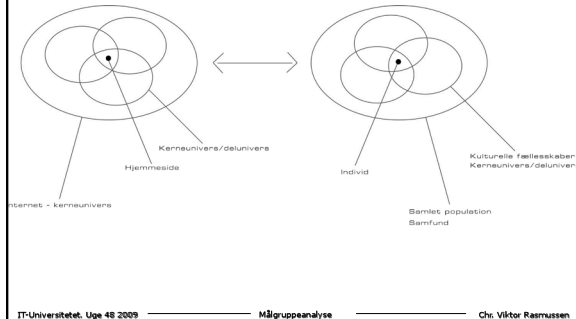 Kerneunivers/delunivers
Hjemmeside
nternet - kerneunivers
Kulturelle fællesskaber
Kerneunivers/deluniver
Individ
Samlet population
Samfund
IT-Universitetet. Uge 48 2009
Målgruppeanalyse
Chr. Viktor Rasmussen